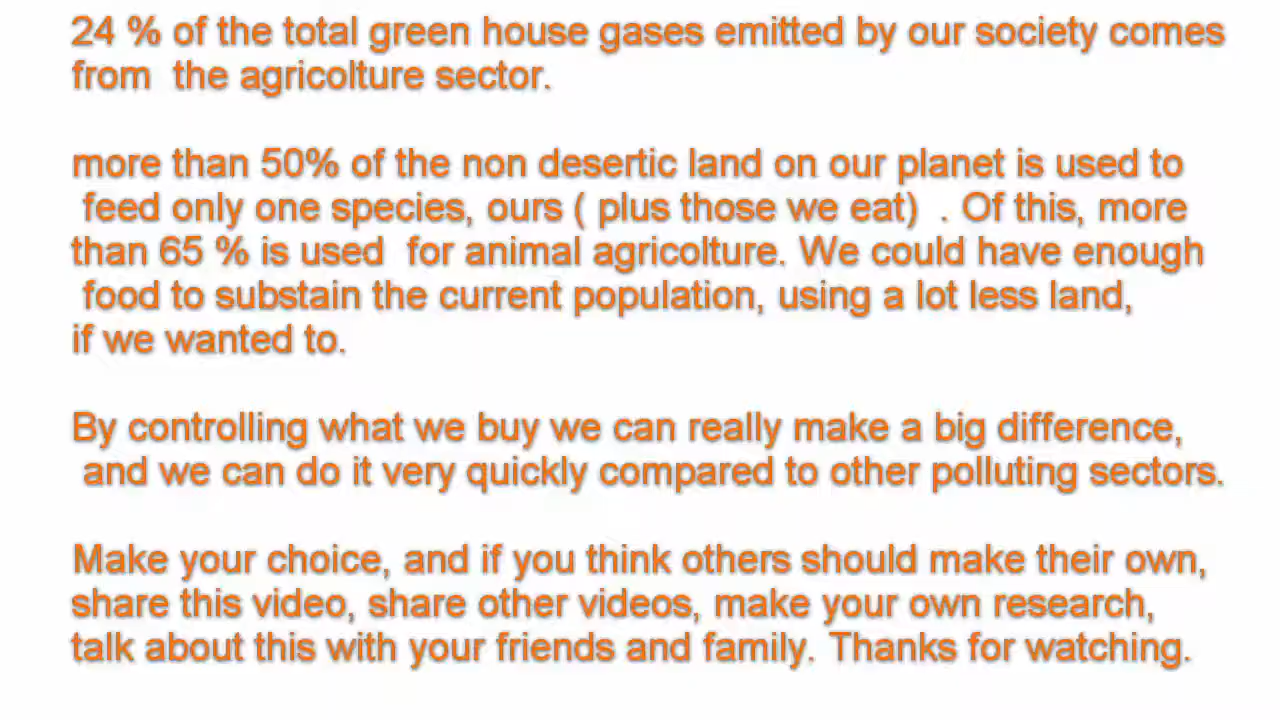 24 % of the total green house gases emitted by our society comes
from the agricolture sector.
more than 50% of the non desertic land on our planet is used to
feed only one species, ours ( plus those we eat) . Of this, more
than 65 % is used for animal agricolture. We could have enough
food to substain the current population, using a lot less land,
if we wanted to.
By controlling what we buy we can really make a big difference,
and we can do it very quickly compared to other polluting sectors.
Make your choice, and if you think others should make their own,
share this video, share other videos, make your own research,
talk about this with your friends and family. Thanks for watching.